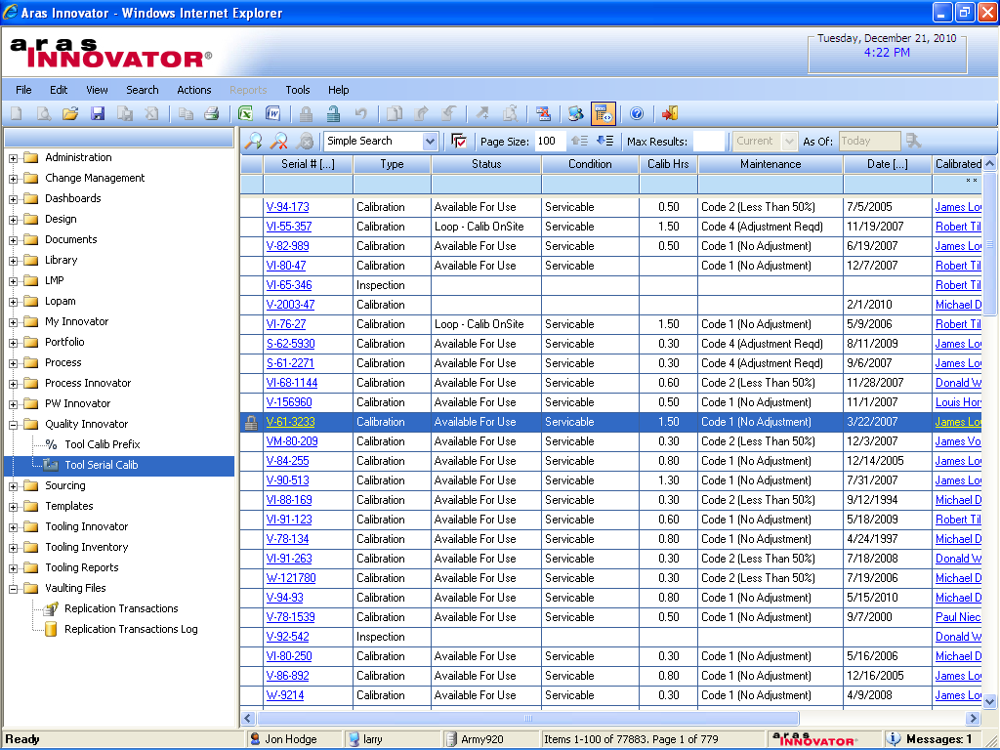 Aras Innovator - Windows Internet Explorer
aras
INNOVATOR®
Tuesday, December 21, 2010
4:22 PM
File Edit View Search Actions Reports Tools Help
Simple Search Page Size: 100 Max Results: Current As Of: Today
Administration
Change Management
Dashboards
Design
Documents
Library
LMP
Lopam
My Innovator
Portfolio
Process
Process Innovator
PW Innovator
Quality Innovator
Tool Calib Prefix
Tool Serial Calib
Sourcing
Templates
Tooling Innovator
Tooling Inventory
Tooling Reports
Vaulting Files
Replication Transactions
Replication Transactions Log
Serial # [...] Type Status Condition Calib Hrs Maintenance Date [...] Calibrated
**
V-94-173 Calibration Available For Use Servicable 0.50 Code 2 (Less Than 50%) 7/5/2005 James Lo
VI-55-357 Calibration Loop - Calib OnSite Servicable 1.50 Code 4 (Adjustment Reqd) 11/19/2007 Robert Til
V-82-989 Calibration Available For Use Servicable 0.50 Code 1 (No Adjustment) 6/19/2007 James Lo
VI-80-47 Calibration Available For Use Servicable Code 1 (No Adjustment) 12/7/2007 Robert Til
VI-65-346 Inspection Robert Til
V-2003-47 Calibration 2/1/2010 Michael D
VI-76-27 Calibration Loop - Calib OnSite Servicable 1.50 Code 1 (No Adjustment) 5/9/2006 Robert Til
S-62-5930 Calibration Available For Use Servicable 0.30 Code 4 (Adjustment Reqd) 8/11/2009 James Lo
S-61-2271 Calibration Available For Use Servicable 0.30 Code 4 (Adjustment Reqd) 9/6/2007 James Lo
VI-68-1144 Calibration Available For Use Servicable 0.60 Code 2 (Less Than 50%) 11/28/2007 Donald W
V-156960 Calibration Available For Use Servicable 0.50 Code 1 (No Adjustment) 11/1/2007 Louis Hor
V-61-3233 Calibration Available For Use Servicable 1.50 Code 1 (No Adjustment) 3/22/2007 James Lo
VM-80-209 Calibration Available For Use Servicable 0.30 Code 2 (Less Than 50%) 12/3/2007 James Vo
V-84-255 Calibration Available For Use Servicable 0.80 Code 1 (No Adjustment) 12/14/2005 James Lo
V-90-513 Calibration Available For Use Servicable 1.30 Code 1 (No Adjustment) 7/31/2007 James Lo
VI-88-169 Calibration Available For Use Servicable 0.30 Code 2 (Less Than 50%) 9/12/1994 Michael D
VI-91-123 Calibration Available For Use Servicable 0.60 Code 1 (No Adjustment) 5/18/2009 Robert Til
V-78-134 Calibration Available For Use Servicable 0.80 Code 1 (No Adjustment) 4/24/1997 Michael D
VI-91-263 Calibration Available For Use Servicable 0.30 Code 2 (Less Than 50%) 7/18/2008 Donald W
W-121780 Calibration Available For Use Servicable 0.30 Code 2 (Less Than 50%) 7/19/2006 Michael D
V-94-93 Calibration Available For Use Servicable 0.80 Code 1 (No Adjustment) 5/15/2010 Michael D
V-78-1539 Calibration Available For Use Servicable 0.50 Code 1 (No Adjustment) 9/7/2000 Paul Niec
V-92-542 Inspection Donald W
VI-80-250 Calibration Available For Use Servicable 0.30 Code 1 (No Adjustment) 5/16/2006 Michael D
V-86-892 Calibration Available For Use Servicable 0.80 Code 1 (No Adjustment) 12/16/2005 James Lo
W-9214 Calibration Available For Use Servicable 0.30 Code 1 (No Adjustment) 4/9/2008 James Lo
Ready Jon Hodge larry Army920 Items 1-100 of 77883. Page 1 of 779 aras INNOVATOR Messages: 1